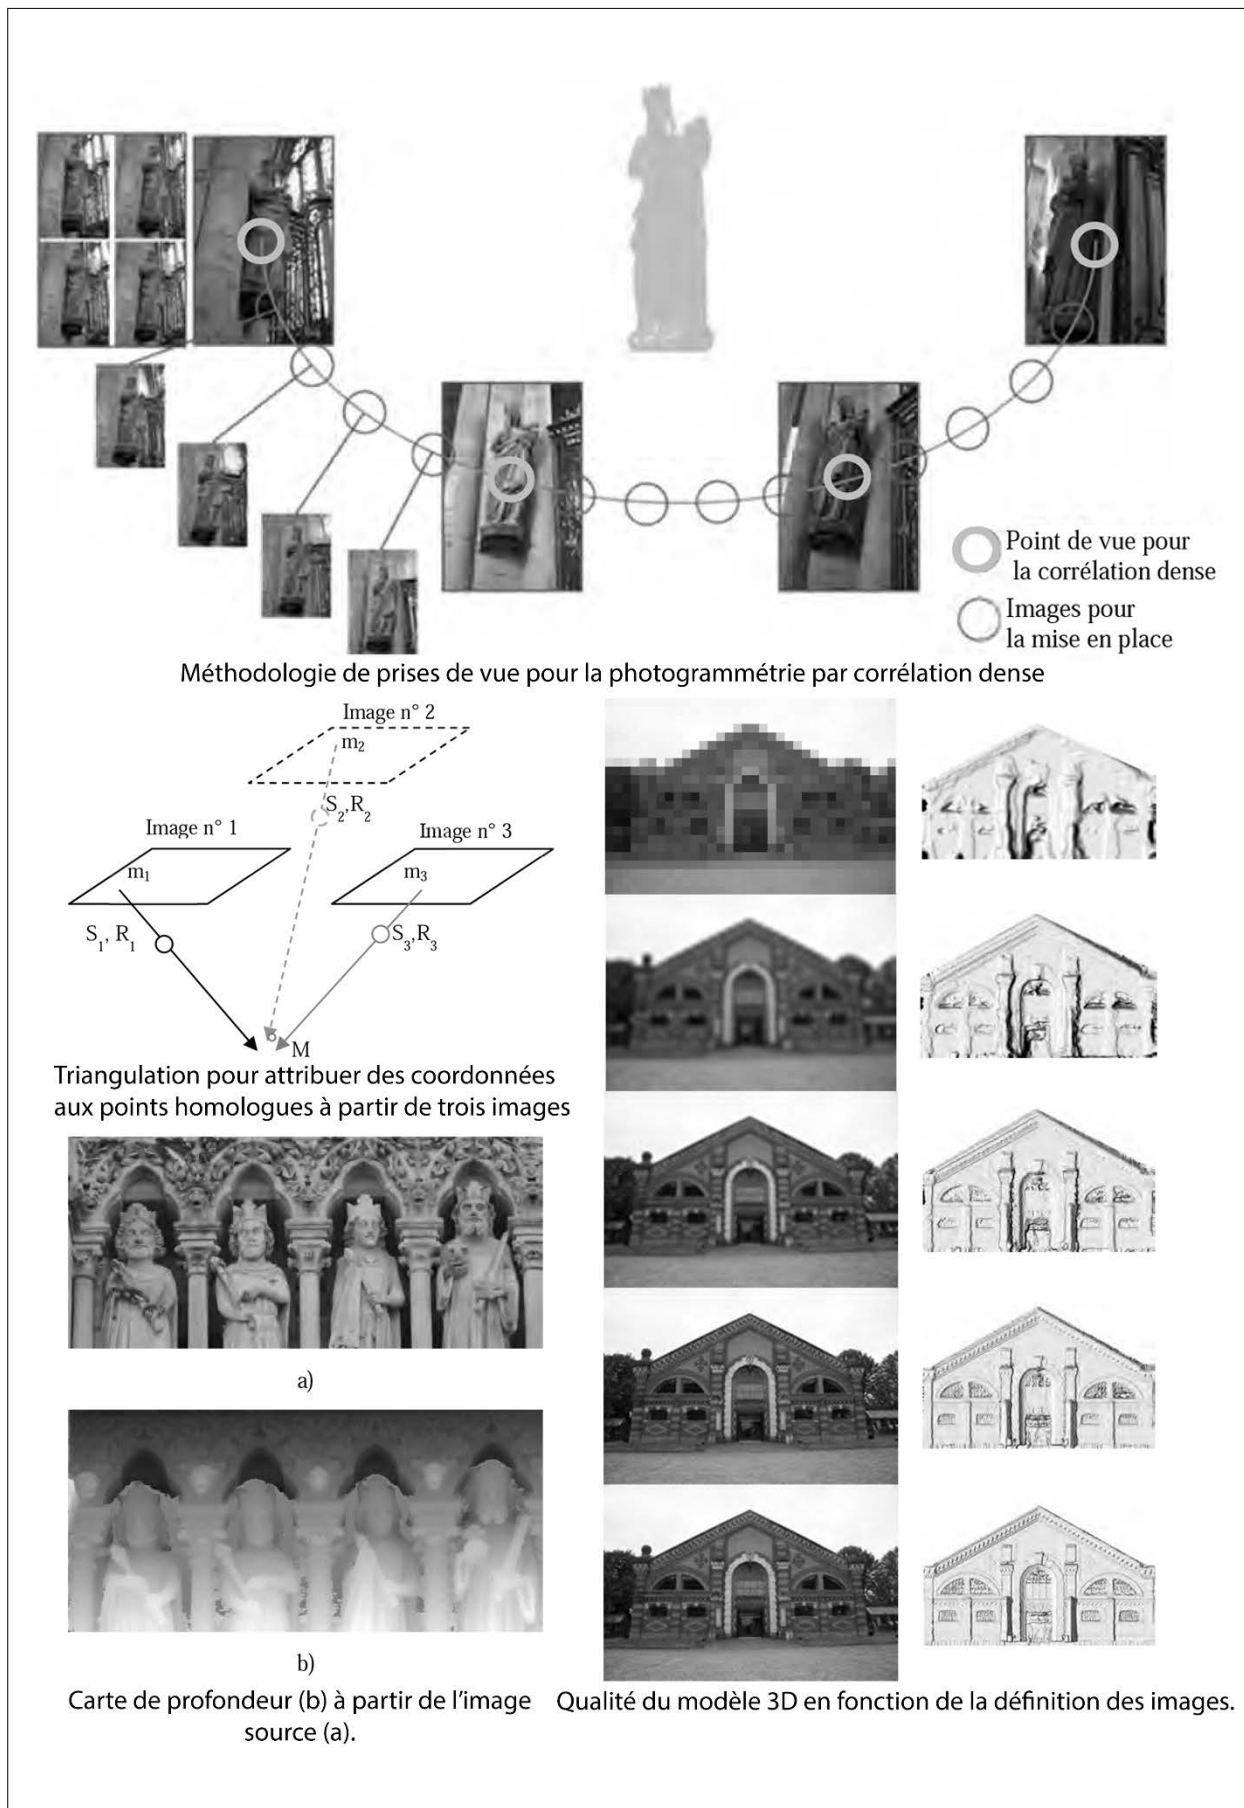 Point de vue pour
la corrélation dense
Images pour
la mise en place
Méthodologie de prises de vue pour la photogrammétrie par corrélation dense
Image n° 2
m2
S2,R2
Image n° 1
m1
S1, R1
Image n° 3
m3
S3,R3
M
Triangulation pour attribuer des coordonnées
aux points homologues à partir de trois images
a)
b)
Carte de profondeur (b) à partir de l'image
source (a).
Qualité du modèle 3D en fonction de la définition des images.